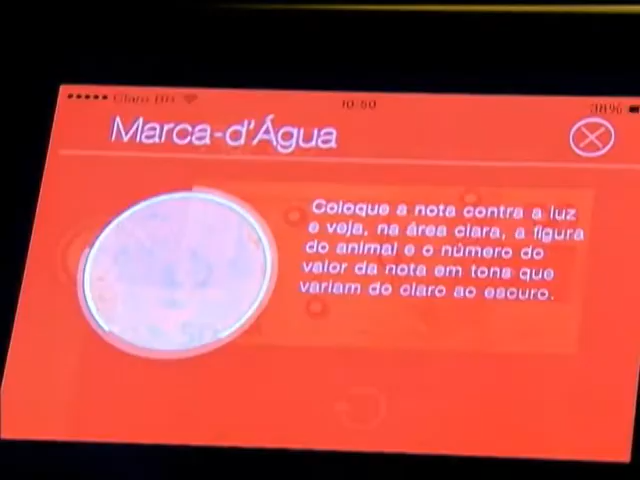 Claro BR 10:50 38%
Marca-d'Água
Coloque a nota contra a luz
e veja, na área clara, a figura
do animal e o número do
valor da nota em tons que
variam do claro ao escuro.